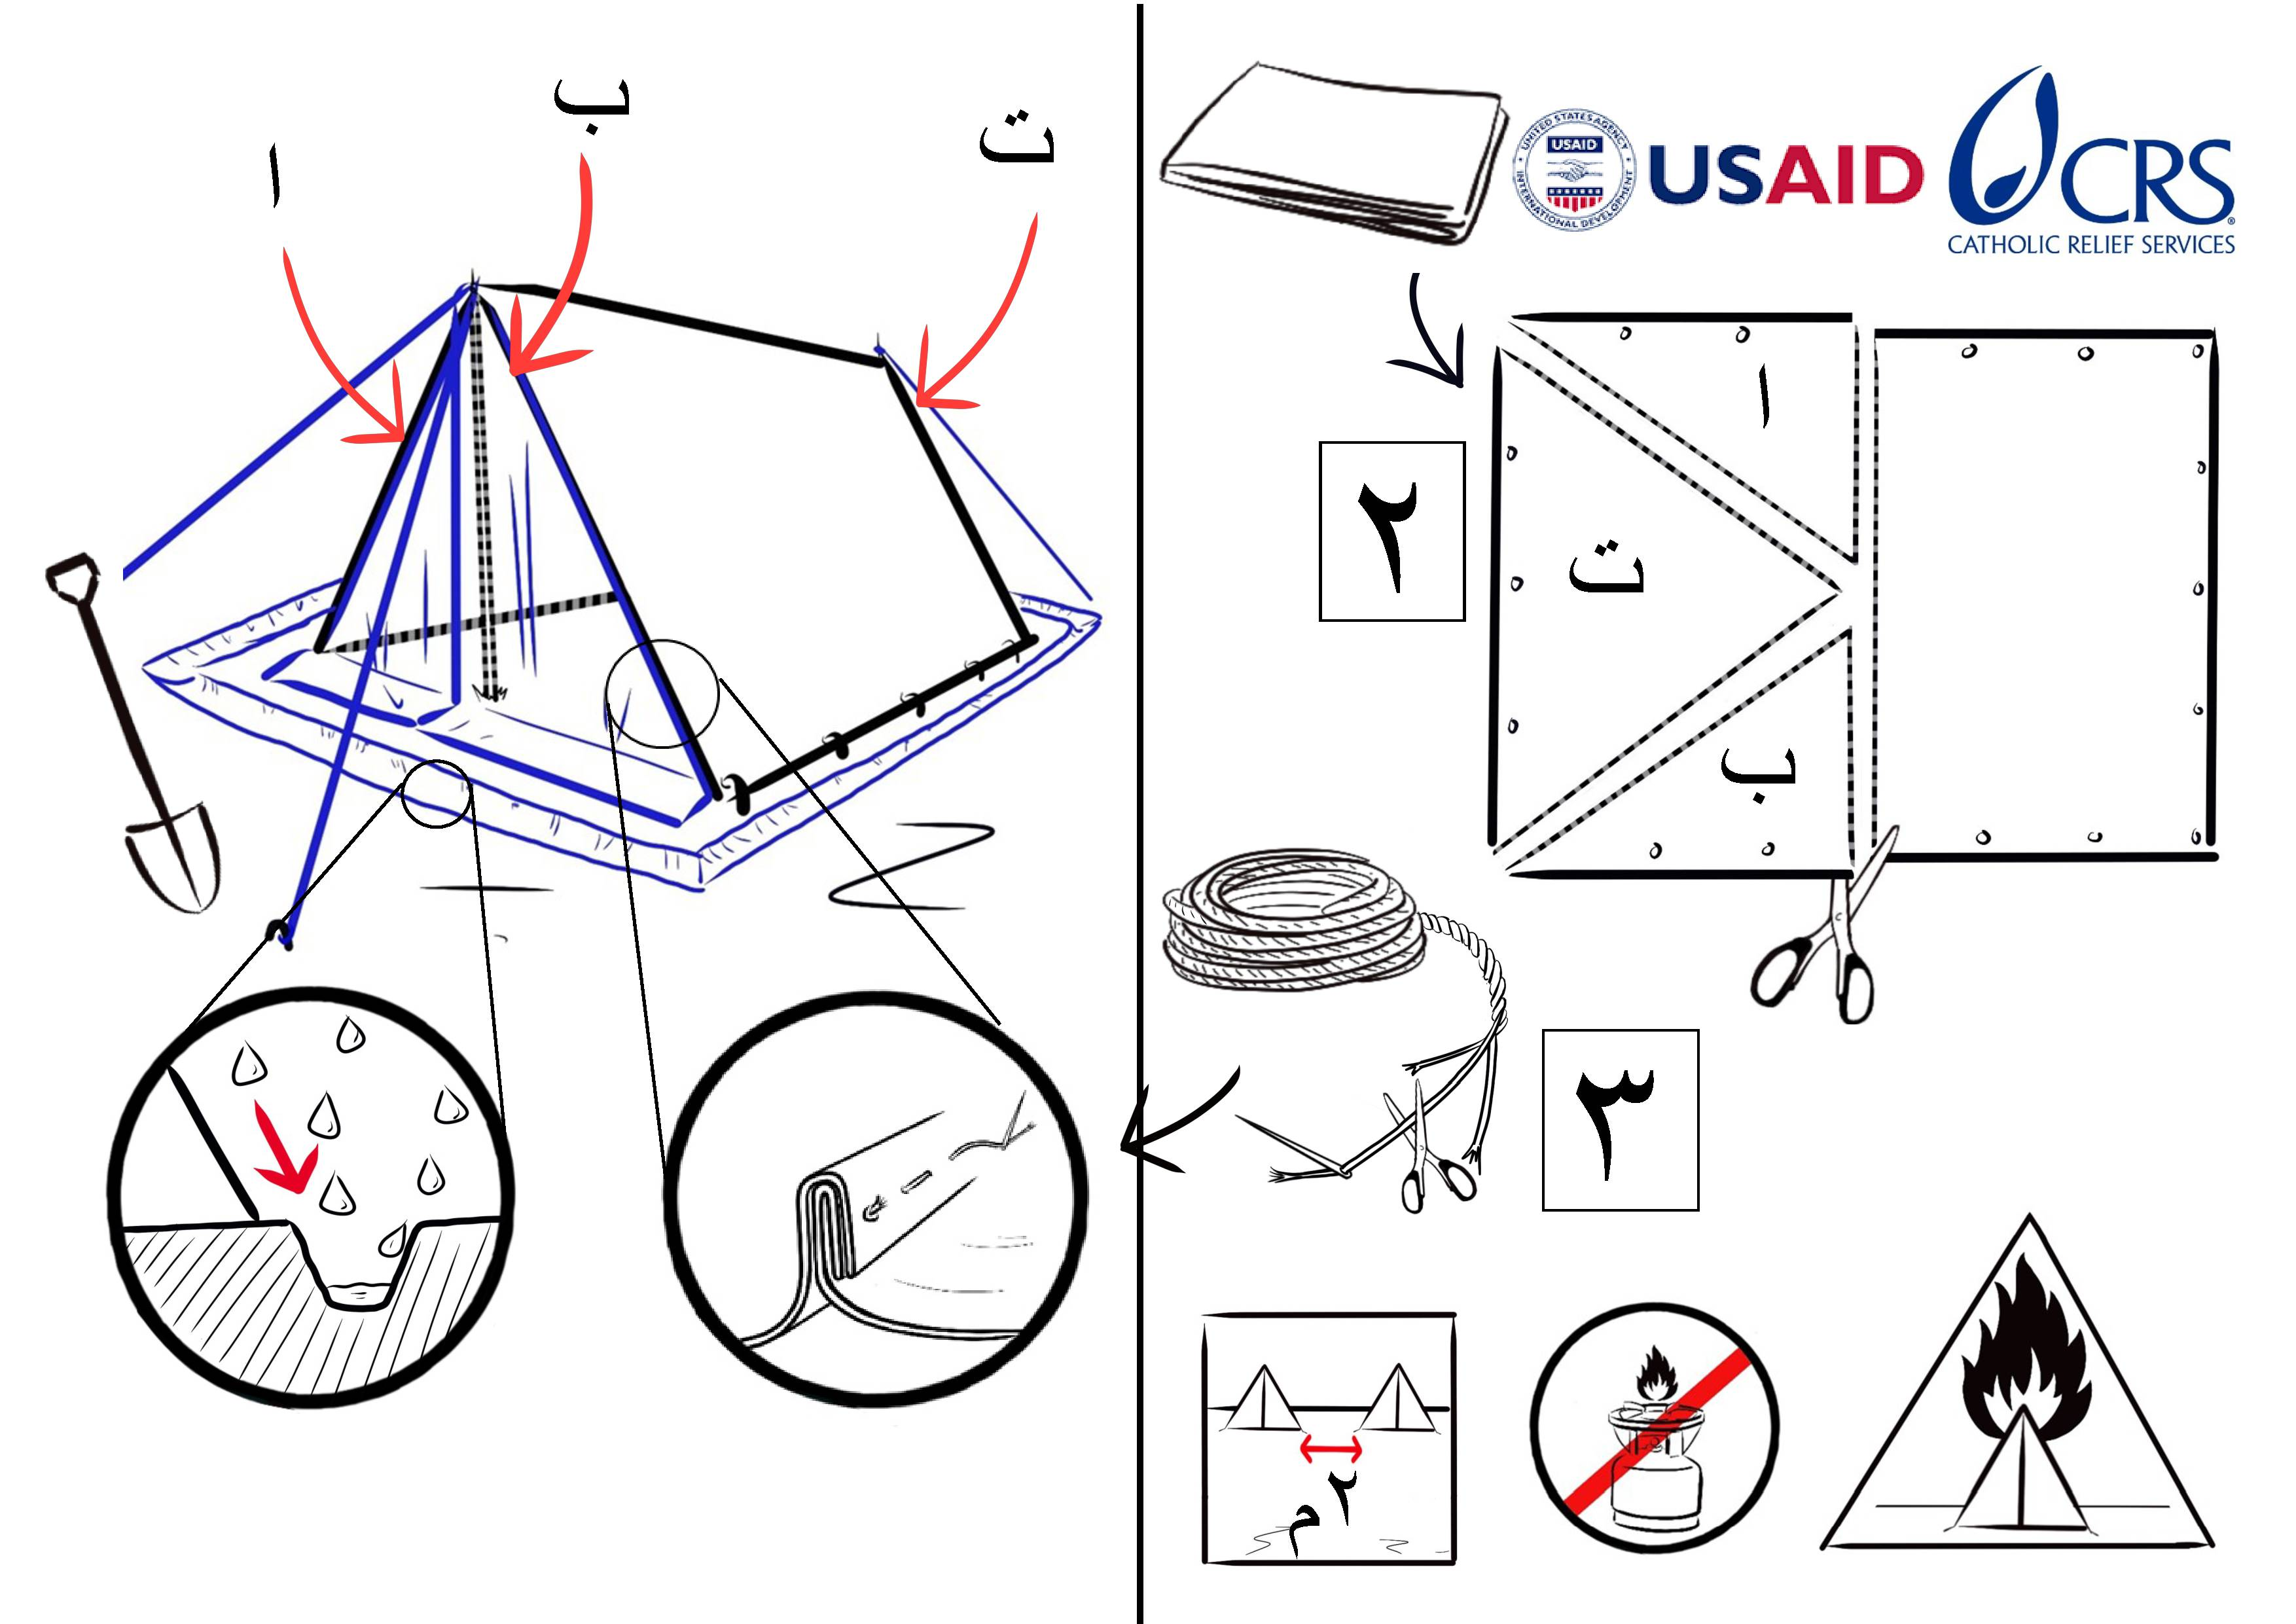 ا
ب
ت
UNITED STATES AGENCY
USAID
INTERNATIONAL DEVELOPMENT
USAID
CRS®
CATHOLIC RELIEF SERVICES
ا
٢
ت
ب
٣
٢م